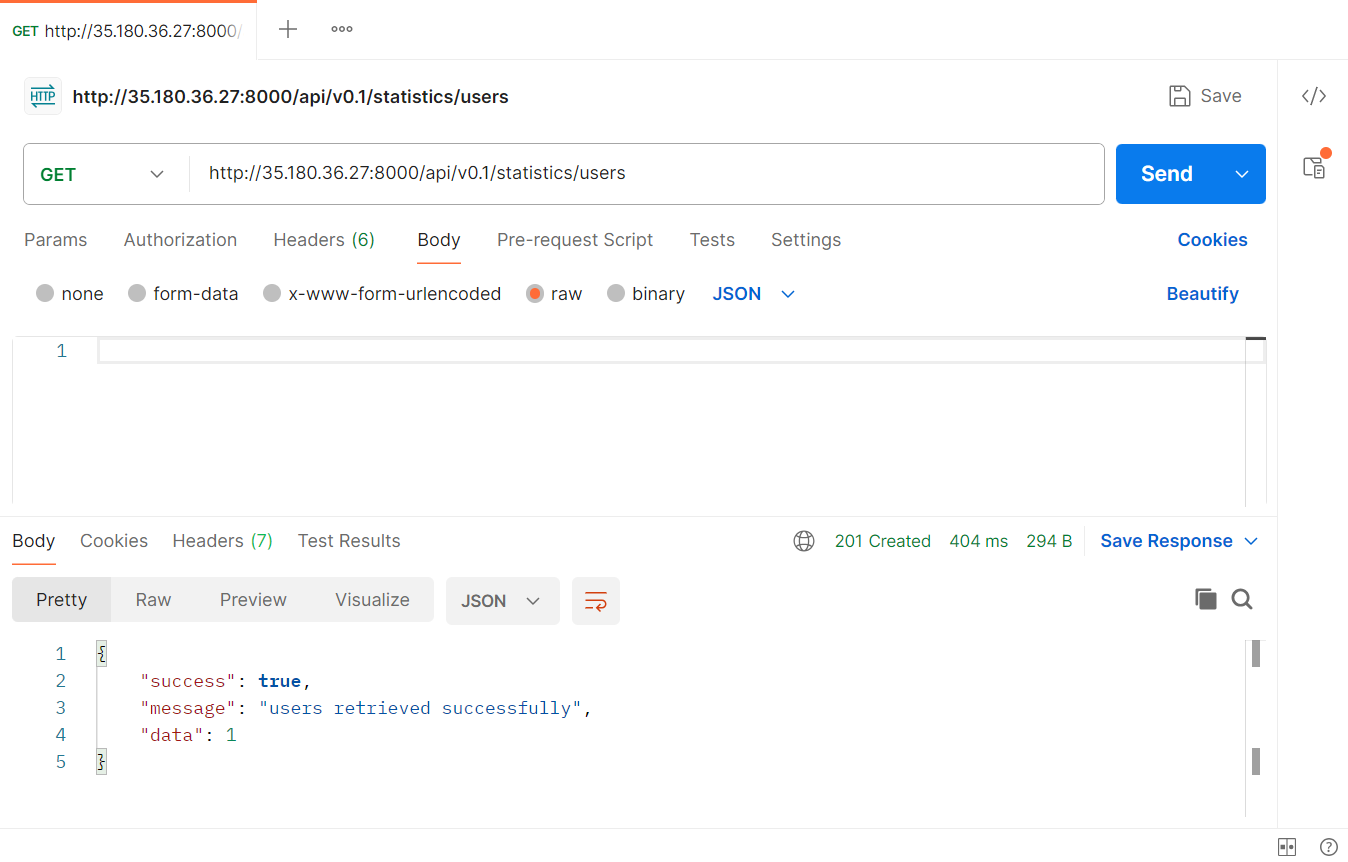 GET http://35.180.36.27:8000/
HTTP http://35.180.36.27:8000/api/v0.1/statistics/users
Save
GET http://35.180.36.27:8000/api/v0.1/statistics/users Send
Params Authorization Headers (6) Body Pre-request Script Tests Settings Cookies
none form-data x-www-form-urlencoded raw binary JSON Beautify
1
Body Cookies Headers (7) Test Results 201 Created 404 ms 294 B Save Response
Pretty Raw Preview Visualize JSON
1 {
2 "success": true,
3 "message": "users retrieved successfully",
4 "data": 1
5 }